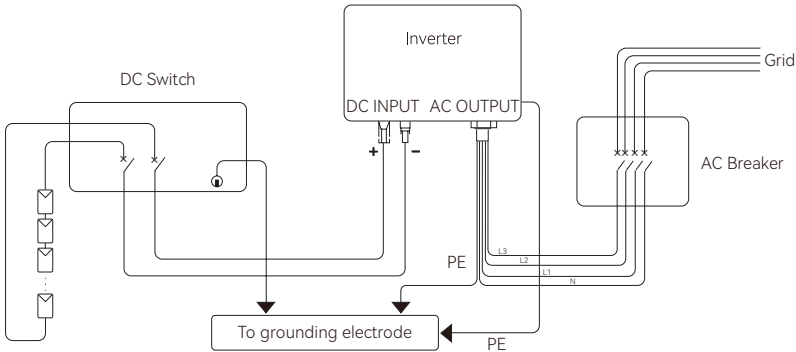 Inverter
Grid
DC Switch
DC INPUT AC OUTPUT
+ −
AC Breaker
L3
PE L2
L1
N
To grounding electrode
PE